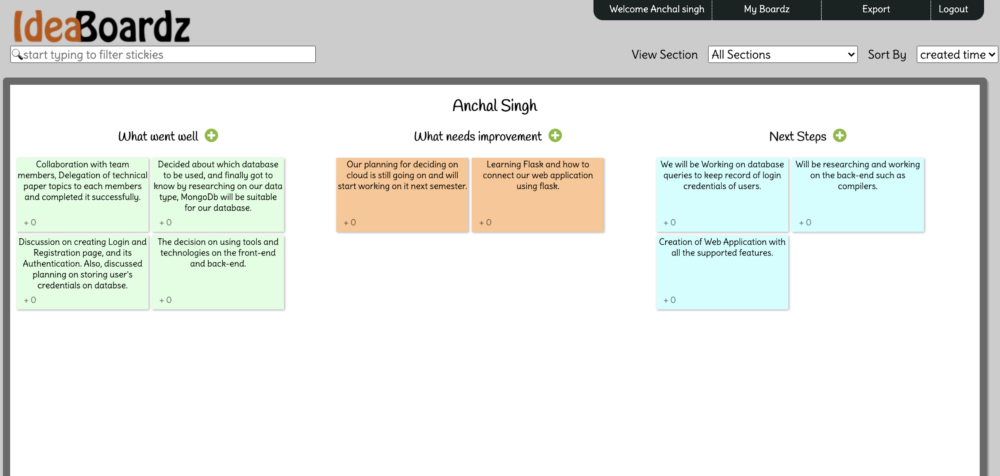 Welcome Anchal singh
My Boardz
Export
Logout
IdeaBoardz
start typing to filter stickies
View Section
All Sections
Sort By
created time
Anchal Singh
What went well
Collaboration with team
members, Delegation of technical
paper topics to each members
and completed it successfully.
+ 0
Decided about which database
to be used, and finally got to
know by researching on our data
type, MongoDb will be suitable
for our database.
+ 0
Discussion on creating Login and
Registration page, and its
Authentication. Also, discussed
planning on storing user's
credentials on databse.
+ 0
The decision on using tools and
technologies on the front-end
and back-end.
+ 0
What needs improvement
Our planning for deciding on
cloud is still going on and will
start working on it next semester.
+ 0
Learning Flask and how to
connect our web application
using flask.
+ 0
Next Steps
We will be Working on database
queries to keep record of login
credentials of users.
+ 0
Will be researching and working
on the back-end such as
compilers.
+ 0
Creation of Web Application with
all the supported features.
+ 0